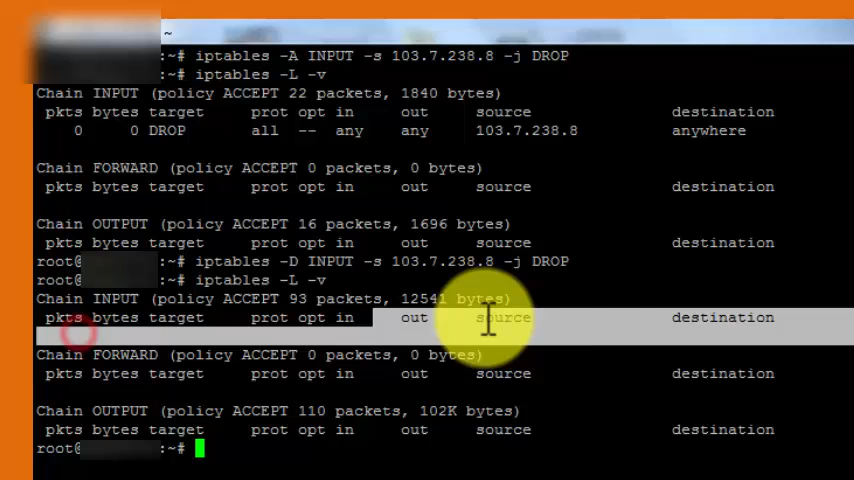 ~
:~# iptables -A INPUT -s 103.7.238.8 -j DROP
:~# iptables -L -v
Chain INPUT (policy ACCEPT 22 packets, 1840 bytes)
pkts bytes target prot opt in out source destination
0 0 DROP all -- any any 103.7.238.8 anywhere
Chain FORWARD (policy ACCEPT 0 packets, 0 bytes)
pkts bytes target prot opt in out source destination
Chain OUTPUT (policy ACCEPT 16 packets, 1696 bytes)
pkts bytes target prot opt in out source destination
root@ :~# iptables -D INPUT -s 103.7.238.8 -j DROP
root@ :~# iptables -L -v
Chain INPUT (policy ACCEPT 93 packets, 12541 bytes)
pkts bytes target prot opt in out source destination
Chain FORWARD (policy ACCEPT 0 packets, 0 bytes)
pkts bytes target prot opt in out source destination
Chain OUTPUT (policy ACCEPT 110 packets, 102K bytes)
pkts bytes target prot opt in out source destination
root@ :~#